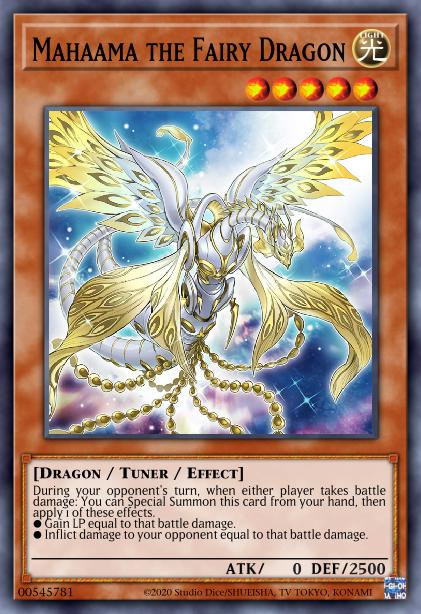 MAHAAMA THE FAIRY DRAGON
LIGHT
光
[DRAGON / TUNER / EFFECT]
During your opponent's turn, when either player takes battle
damage: You can Special Summon this card from your hand, then
apply 1 of these effects.
● Gain LP equal to that battle damage.
● Inflict damage to your opponent equal to that battle damage.
ATK/ 0 DEF/2500
00545781
©2020 Studio Dice/SHUEISHA, TV TOKYO, KONAMI